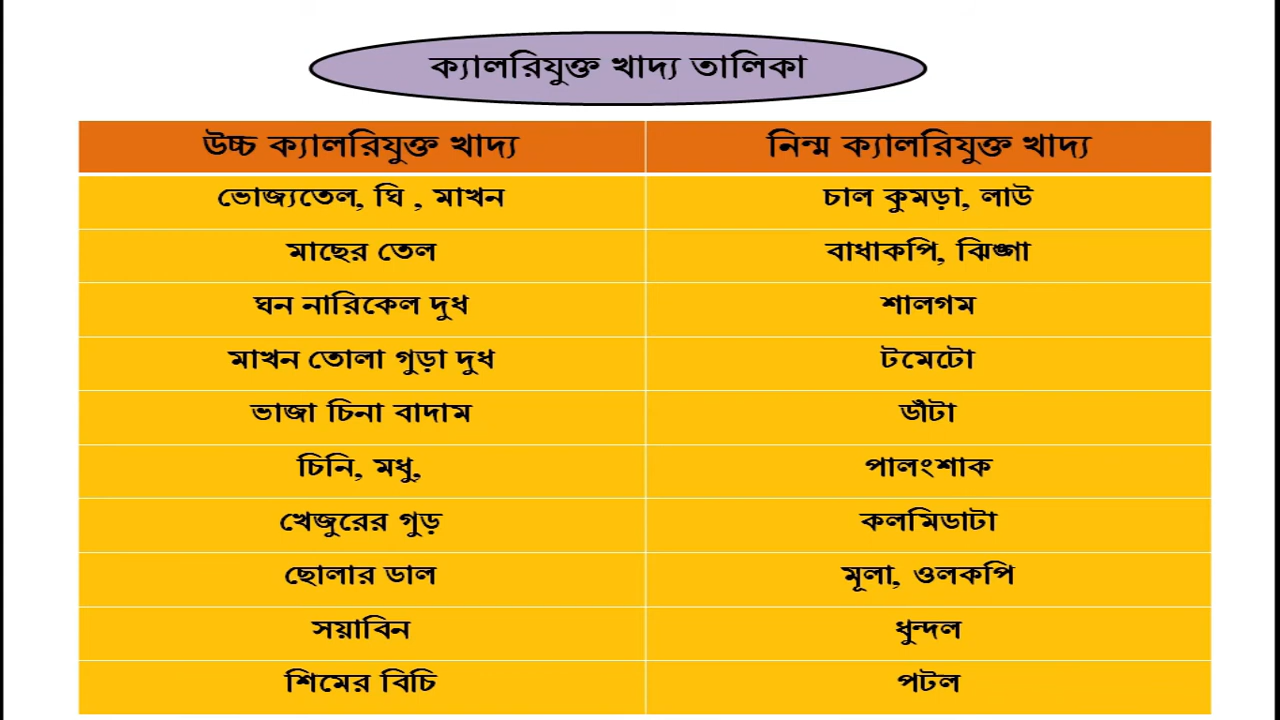 ক্যালরিযুক্ত খাদ্য তালিকা
উচ্চ ক্যালরিযুক্ত খাদ্য নিন্ম ক্যালরিযুক্ত খাদ্য
ভোজ্যতেল, ঘি , মাখন চাল কুমড়া, লাউ
মাছের তেল বাধাকপি, ঝিঙ্গা
ঘন নারিকেল দুধ শালগম
মাখন তোলা গুড়া দুধ টমেটো
ভাজা চিনা বাদাম ডাঁটা
চিনি, মধু, পালংশাক
খেজুরের গুড় কলমিডাটা
ছোলার ডাল মূলা, ওলকপি
সয়াবিন ধুন্দল
শিমের বিচি পটল